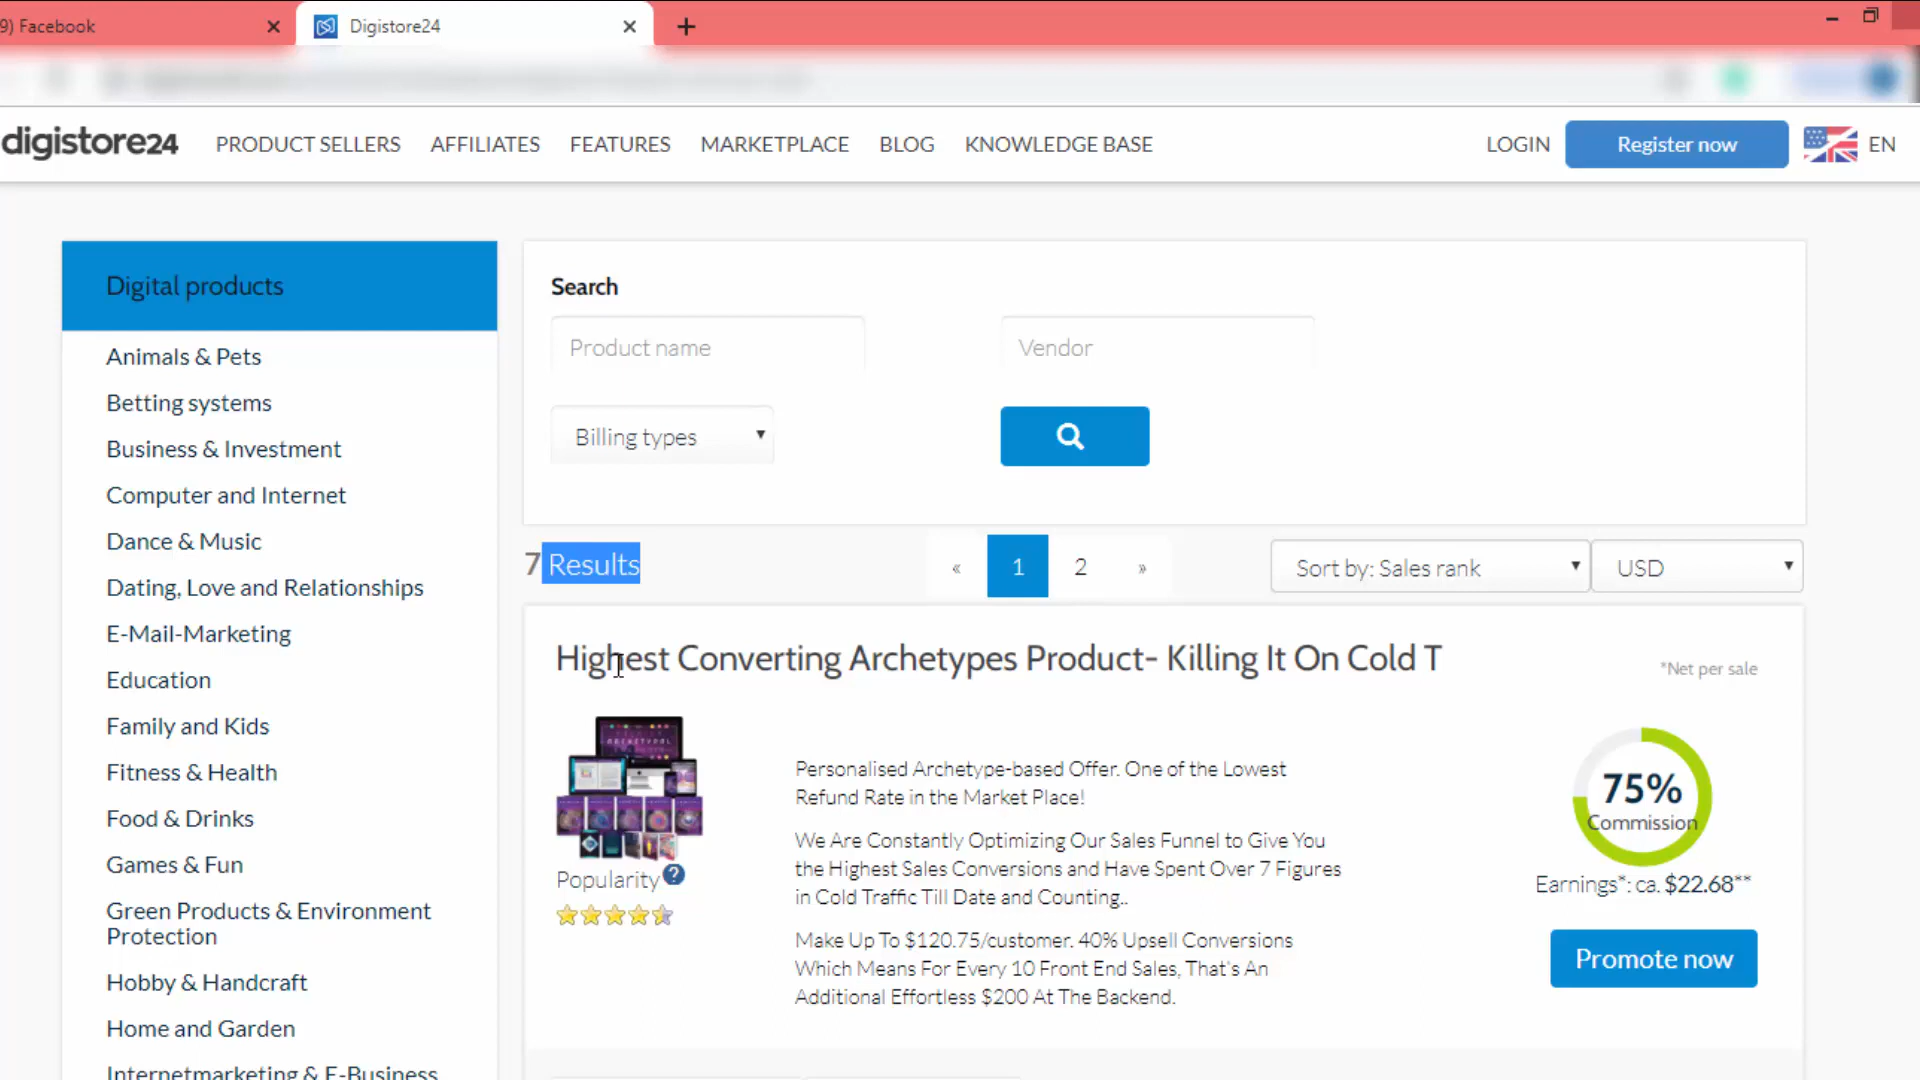 9) Facebook
Digistore24
digistore24
PRODUCT SELLERS
AFFILIATES
FEATURES
MARKETPLACE
BLOG
KNOWLEDGE BASE
LOGIN
Register now
EN
Digital products
Animals & Pets
Betting systems
Business & Investment
Computer and Internet
Dance & Music
Dating, Love and Relationships
E-Mail-Marketing
Education
Family and Kids
Fitness & Health
Food & Drinks
Games & Fun
Green Products & Environment
Protection
Hobby & Handcraft
Home and Garden
Internetmarketing & E-Business
Search
Product name
Vendor
Billing types
7 Results
«
1
2
»
Sort by: Sales rank
USD
Highest Converting Archetypes Product- Killing It On Cold T
*Net per sale
Popularity
?
Personalised Archetype-based Offer. One of the Lowest
Refund Rate in the Market Place!
We Are Constantly Optimizing Our Sales Funnel to Give You
the Highest Sales Conversions and Have Spent Over 7 Figures
in Cold Traffic Till Date and Counting..
Make Up To $120.75/customer. 40% Upsell Conversions
Which Means For Every 10 Front End Sales, That's An
Additional Effortless $200 At The Backend.
75%
Commission
Earnings*: ca. $22.68**
Promote now